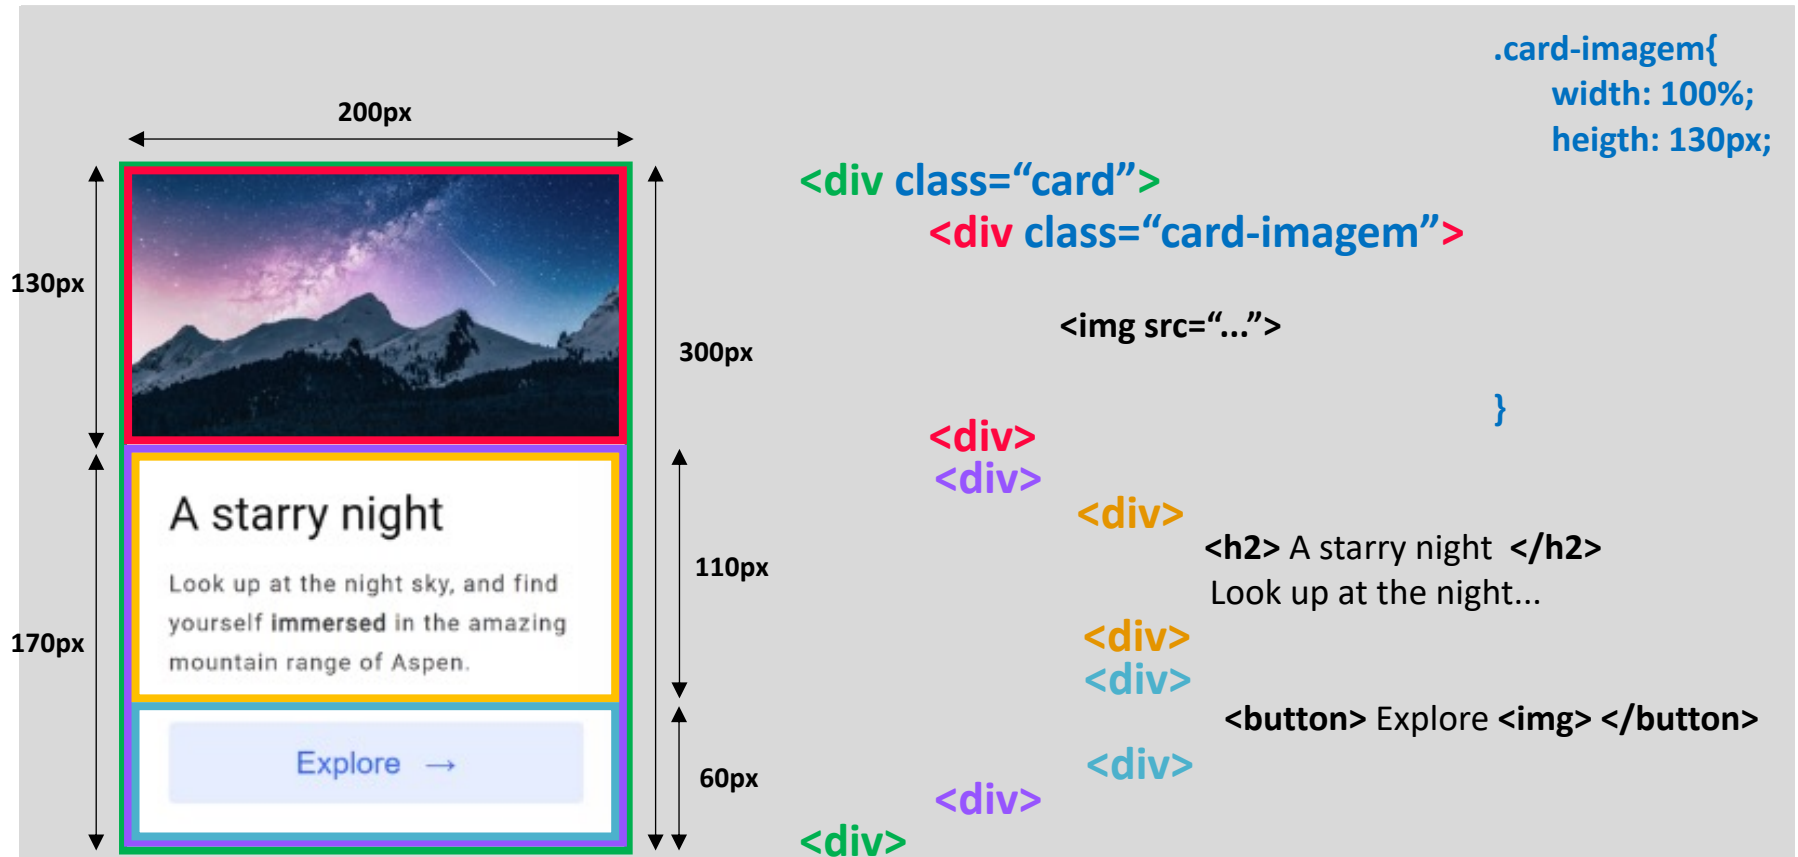 .card-imagem{
width: 100%;
heigth: 130px;
200px
<div class=“card”>
<div class=“card-imagem”>
130px
<img src=“...”>
300px
}
<div>
<div>
<div>
A starry night
<h2> A starry night </h2>
Look up at the night...
Look up at the night sky, and find
yourself immersed in the amazing
mountain range of Aspen.
110px
170px
<div>
<div>
<button> Explore <img> </button>
Explore →
60px
<div>
<div>
<div>